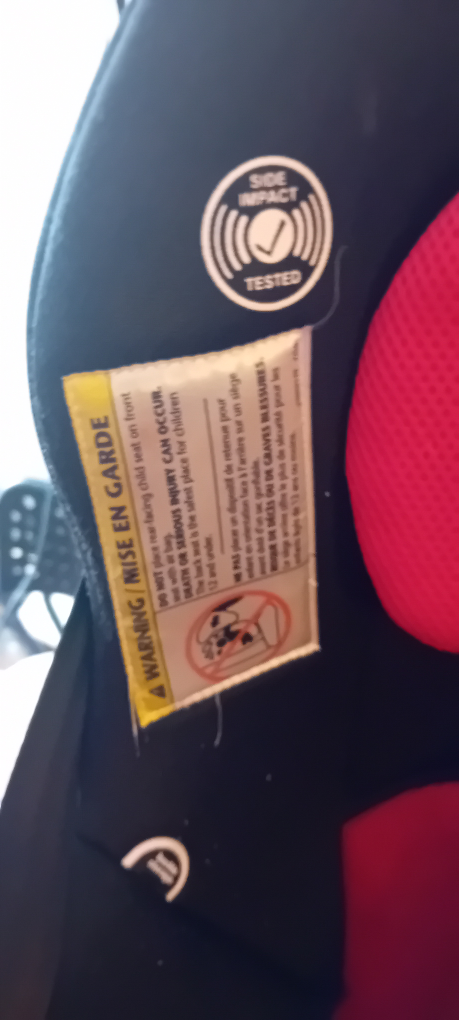 SIDE
IMPACT
TESTED
WARNING / MISE EN GARDE
DO NOT place rear-facing child seat on front
seat with air bag.
DEATH OR SERIOUS INJURY CAN OCCUR.
The back seat is the safest place for children
12 and under.
NE PAS placer un dispositif de retenue pour
enfant en orientation face à l'arrière sur un siège
avant doté d'un sac gonflable.
RISQUE DE DÉCÈS OU DE GRAVES BLESSURES.
Le siège arrière offre le plus de sécurité pour les
enfants âgés de 12 ans ou moins.